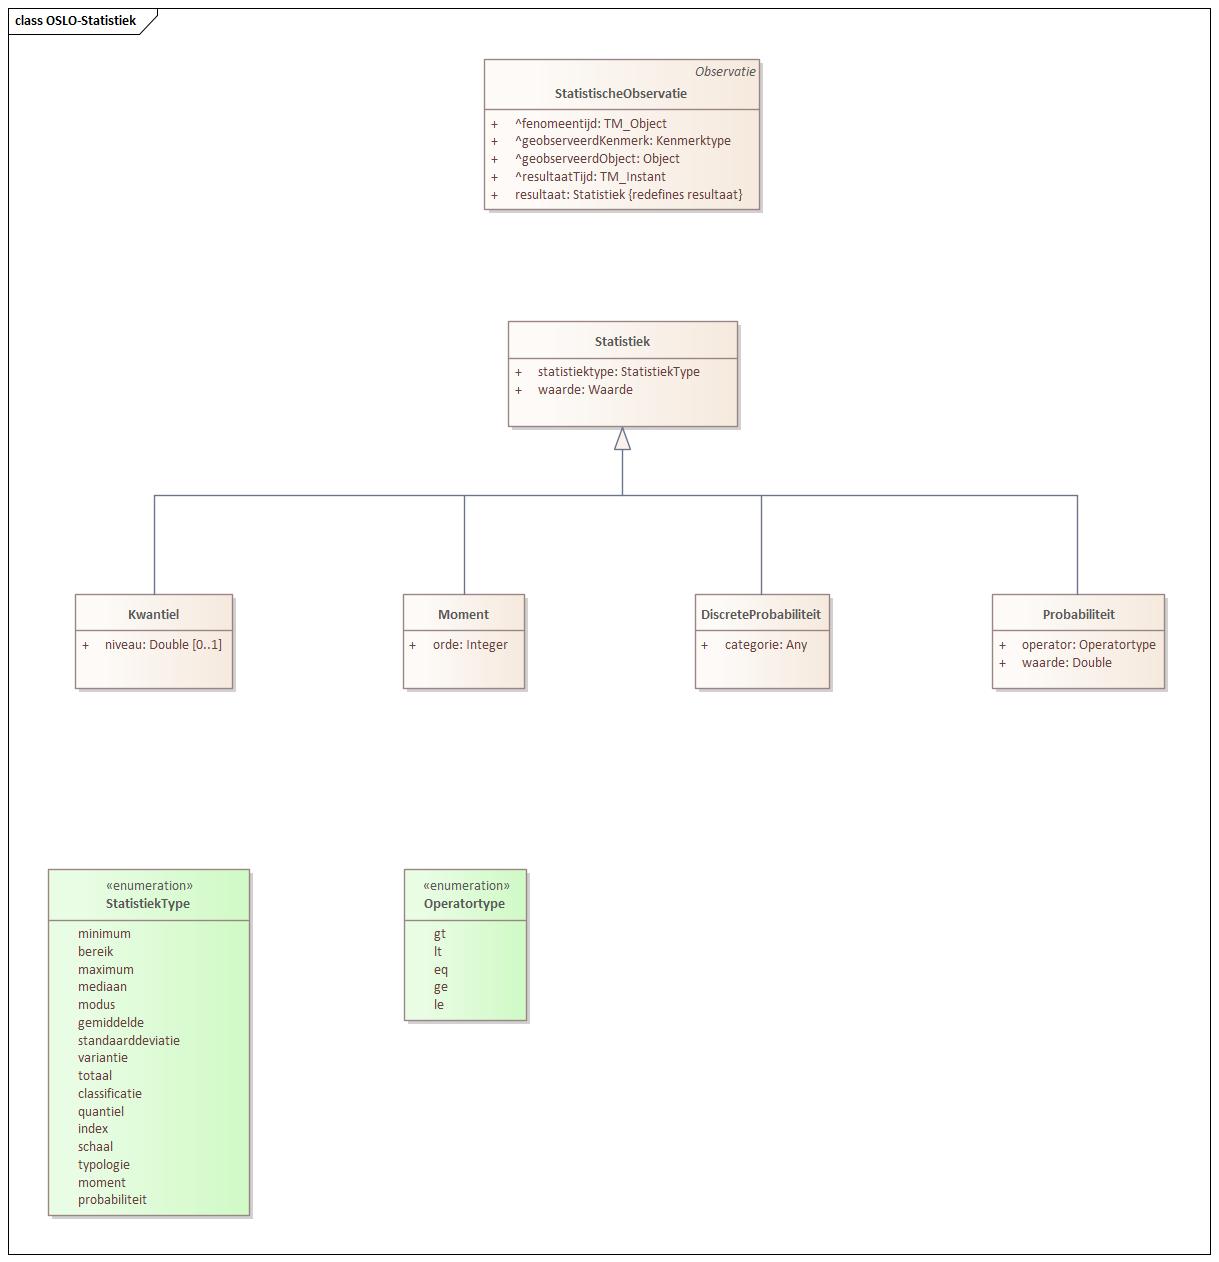 class OSLO-Statistiek
Observatie
StatistischeObservatie
+ ^fenomeentijd: TM_Object
+ ^geobserveerdKenmerk: Kenmerktype
+ ^geobserveerdObject: Object
+ ^resultaatTijd: TM_Instant
+ resultaat: Statistiek {redefines resultaat}
Statistiek
+ statistiektype: StatistiekType
+ waarde: Waarde
Kwantiel
+ niveau: Double [0..1]
Moment
+ orde: Integer
DiscreteProbabiliteit
+ categorie: Any
Probabiliteit
+ operator: Operatortype
+ waarde: Double
«enumeration»
StatistiekType
minimum
bereik
maximum
mediaan
modus
gemiddelde
standaarddeviatie
variantie
totaal
classificatie
quantiel
index
schaal
typologie
moment
probabiliteit
«enumeration»
Operatortype
gt
lt
eq
ge
le